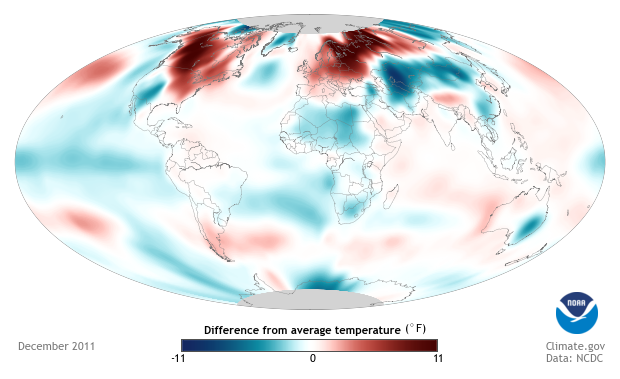 NOAA
Difference from average temperature (°F)
December 2011
-11
0
11
Climate.gov
Data: NCDC